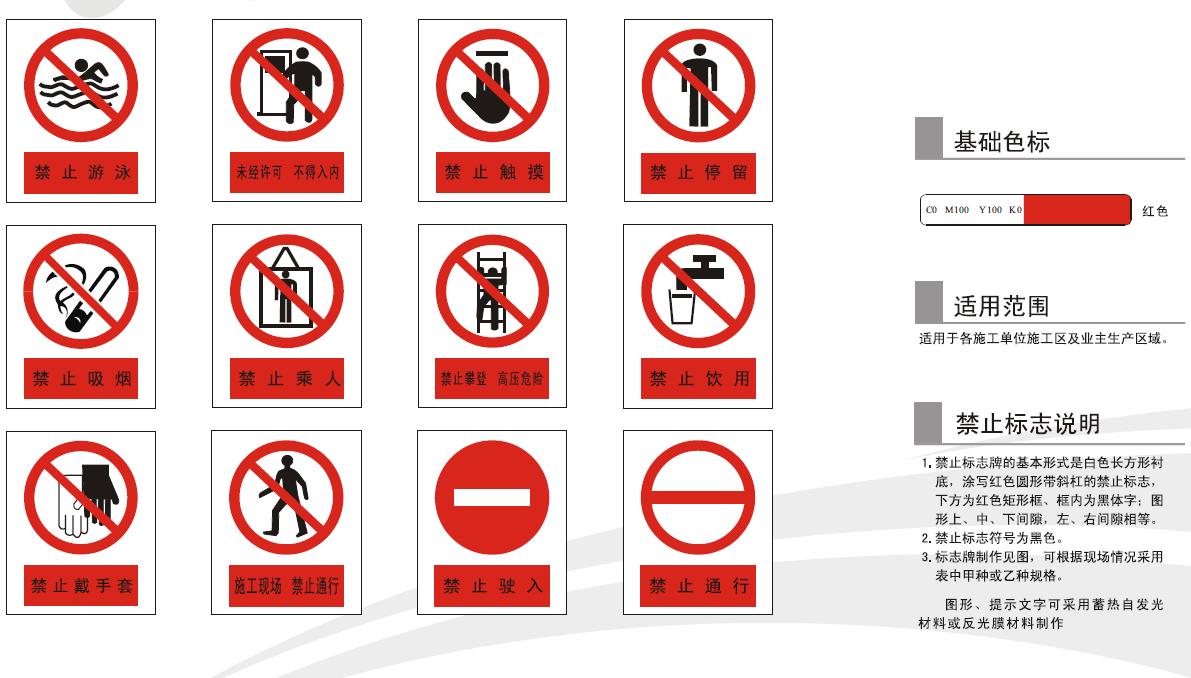 禁止游泳
未经许可 不得入内
禁止触摸
禁止停留
禁止吸烟
禁止乘人
禁止攀登 高压危险
禁止饮用
禁止戴手套
施工现场 禁止通行
禁止驶入
禁止通行
基础色标
C0 M100 Y100 K0 红色
适用范围
适用于各施工单位施工区及业主生产区域。
禁止标志说明
1. 禁止标志牌的基本形式是白色长方形衬
底，涂写红色圆形带斜杠的禁止标志，
下方为红色矩形框、框内为黑体字；图
形上、中、下间隙，左、右间隙相等。
2. 禁止标志符号为黑色。
3. 标志牌制作见图，可根据现场情况采用
表中甲种或乙种规格。
图形、提示文字可采用蓄热自发光
材料或反光膜材料制作